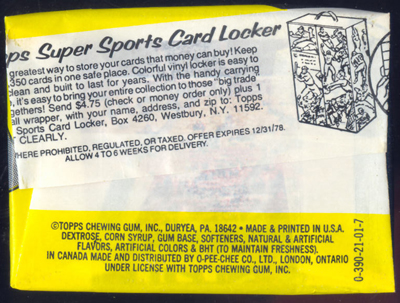 ps Super Sports Card Locker
greatest way to store your cards that money can buy! Keep
350 cards in one safe place. Colorful vinyl locker is easy to
lean and built to last for years. With the handy carrying
, it's easy to bring your entire collection to those "big trade
gethers! Send $4.75 (check or money order only) plus 1
all wrapper, with your name, address, and zip to: Topps
Sports Card Locker, Box 4260, Westbury, N.Y. 11592.
CLEARLY.
HERE PROHIBITED, REGULATED, OR TAXED. OFFER EXPIRES 12/31/78.
ALLOW 4 TO 6 WEEKS FOR DELIVERY.
©TOPPS CHEWING GUM, INC., DURYEA, PA. 18642 • MADE & PRINTED IN U.S.A.
DEXTROSE, CORN SYRUP, GUM BASE, SOFTENERS, NATURAL & ARTIFICIAL
FLAVORS, ARTIFICIAL COLORS & BHT (TO MAINTAIN FRESHNESS).
IN CANADA MADE AND DISTRIBUTED BY O-PEE-CHEE CO., LTD., LONDON, ONTARIO
UNDER LICENSE WITH TOPPS CHEWING GUM, INC.
0-390-21-01-7